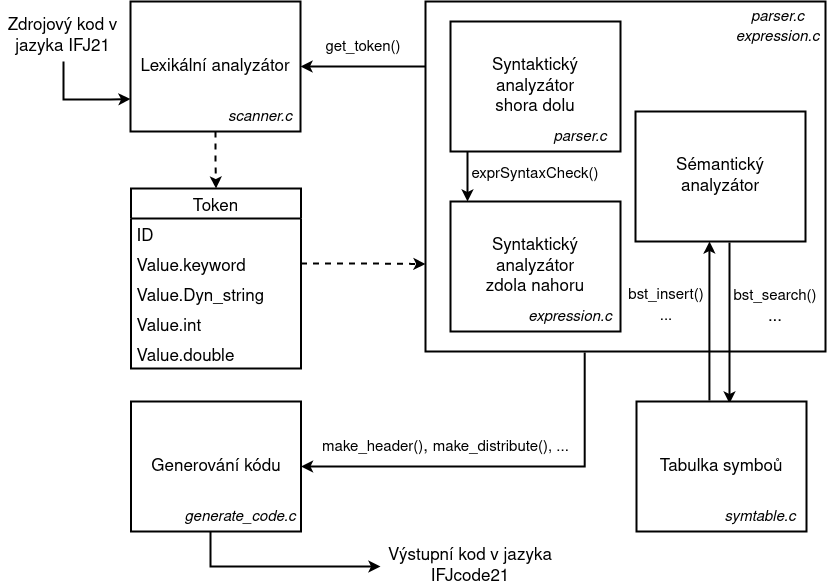 Zdrojový kod v
jazyka IFJ21
Lexikální analyzátor
scanner.c
get_token()
parser.c
expression.c
Syntaktický
analyzátor
shora dolu
parser.c
exprSyntaxCheck()
Syntaktický
analyzátor
zdola nahoru
expression.c
Sémantický
analyzátor
bst_insert()
...
bst_search()
...
Token
ID
Value.keyword
Value.Dyn_string
Value.int
Value.double
Generování kódu
generate_code.c
make_header(), make_distribute(), ...
Tabulka symboů
symtable.c
Výstupní kod v jazyka
IFJcode21